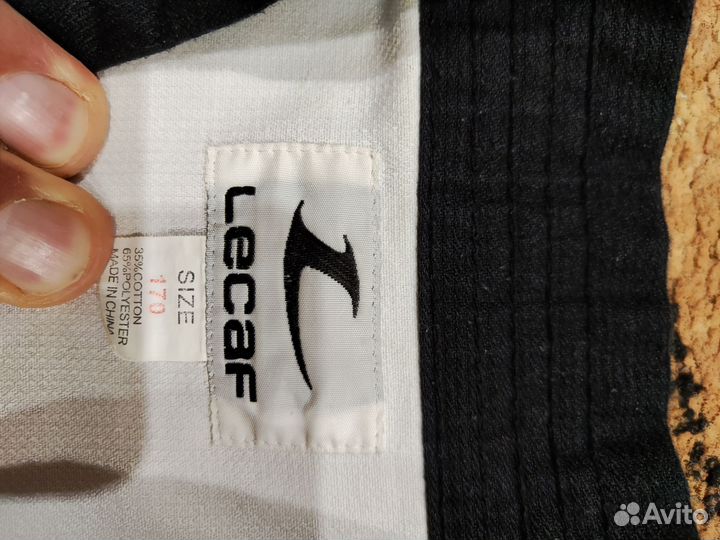 Lecaf
SIZE
170
35%COTTON
65%POLYESTER
MADE IN CHINA
Avito